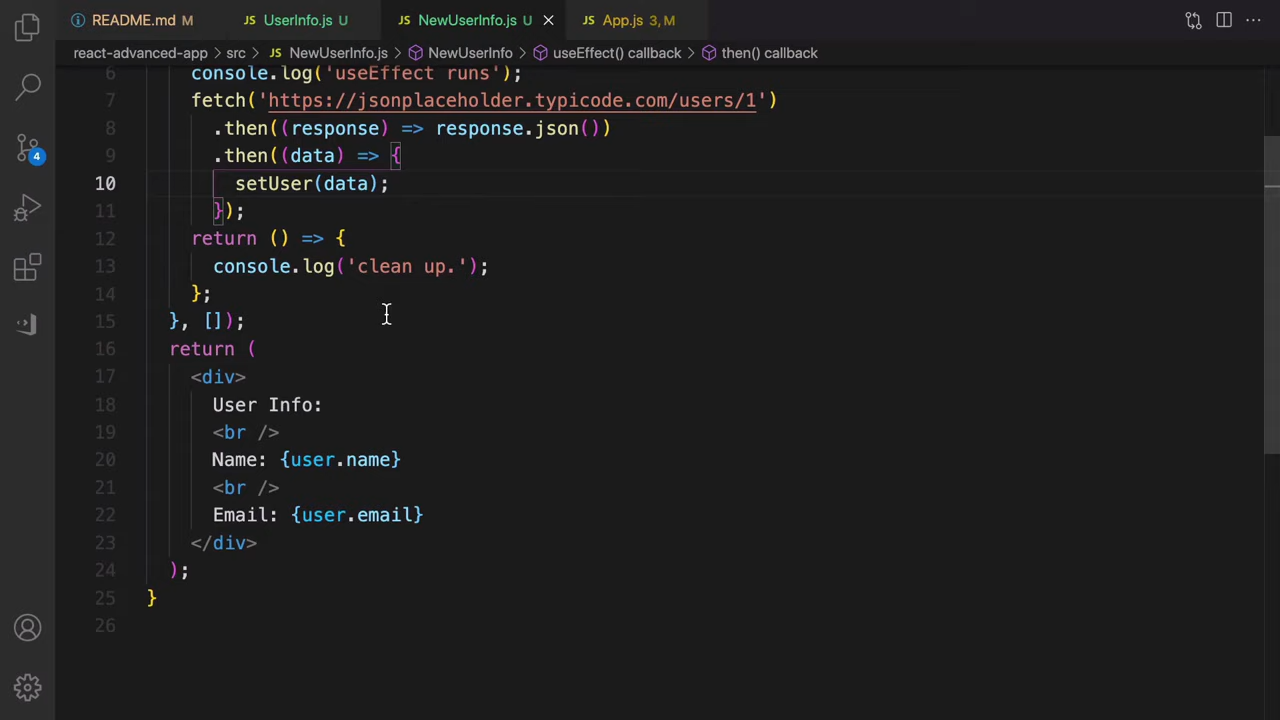 README.md M
UserInfo.js U
NewUserInfo.js U
App.js 3, M
react-advanced-app > src > NewUserInfo.js > NewUserInfo > useEffect() callback > then() callback
6 console.log('useEffect runs');
7 fetch('https://jsonplaceholder.typicode.com/users/1')
8 .then((response) => response.json())
9 .then((data) => {
10 setUser(data);
11 });
12 return () => {
13 console.log('clean up.');
14 };
15 }, []);
16 return (
17 <div>
18 User Info:
19 <br />
20 Name: {user.name}
21 <br />
22 Email: {user.email}
23 </div>
24 );
25 }
26
4